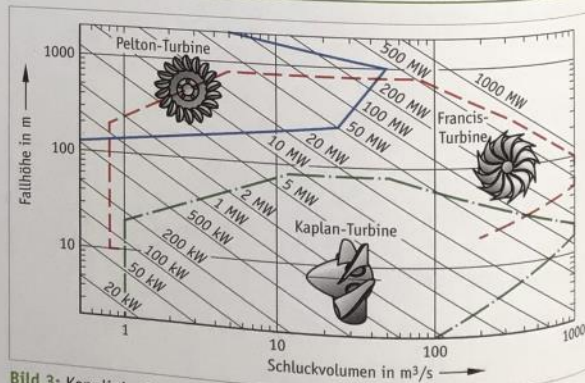 Fallhöhe in m
1000
100
10
Pelton-Turbine
Francis-
Turbine
Kaplan-Turbine
500 MW
1000 MW
200 MW
100 MW
50 MW
20 MW
10 MW
5 MW
2 MW
1 MW
500 kW
200 kW
100 kW
50 kW
20 kW
1
10
100
1000
Schluckvolumen in m³/s
Bild 3: